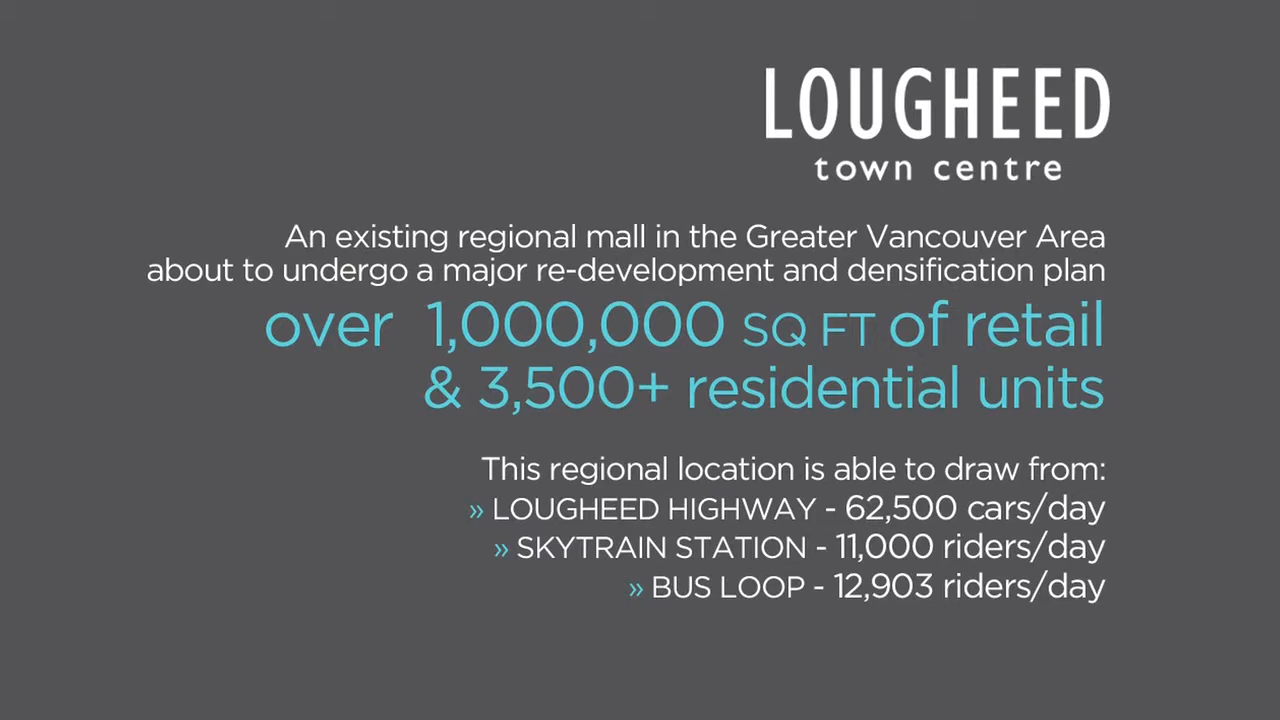 LOUGHEED
town centre
An existing regional mall in the Greater Vancouver Area
about to undergo a major re-development and densification plan
over 1,000,000 SQ FT of retail
& 3,500+ residential units
This regional location is able to draw from:
» LOUGHEED HIGHWAY - 62,500 cars/day
» SKYTRAIN STATION - 11,000 riders/day
» BUS LOOP - 12,903 riders/day